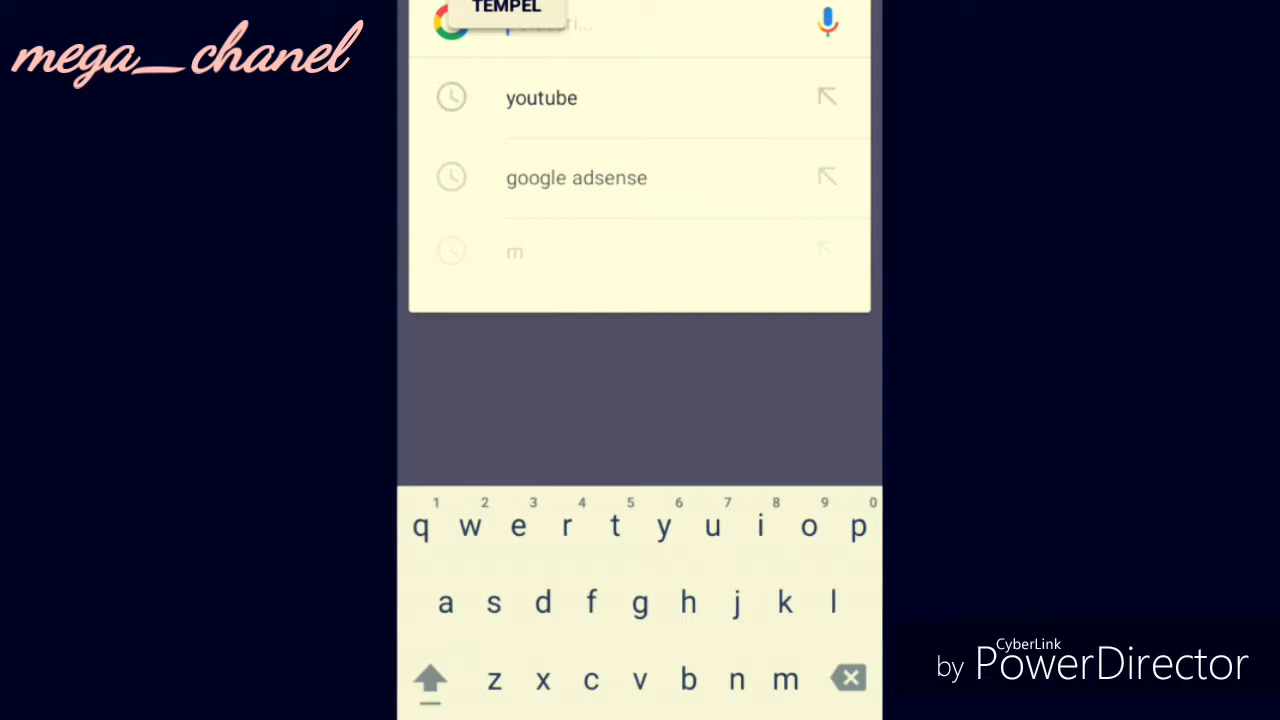 mega_chanel
TEMPEL
youtube
google adsense
m
1 2 3 4 5 6 7 8 9 0
q w e r t y u i o p
a s d f g h j k l
z x c v b n m
CyberLink
by PowerDirector